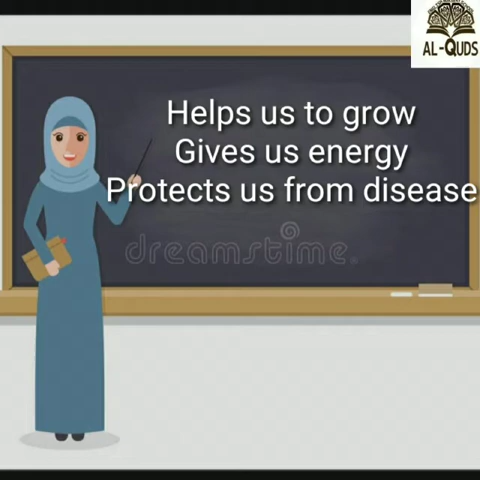 AL-QUDS
Helps us to grow
Gives us energy
Protects us from disease
dreamstime.